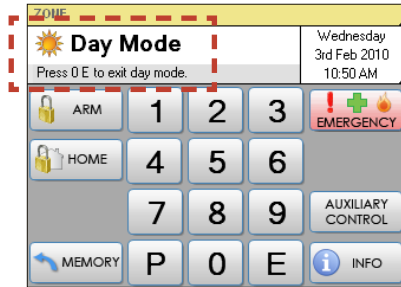 ZONE
Day Mode
Press 0 E to exit day mode.
Wednesday
3rd Feb 2010
10:50 AM
ARM
1
2
3
EMERGENCY
HOME
4
5
6
7
8
9
AUXILIARY
CONTROL
MEMORY
P
0
E
INFO